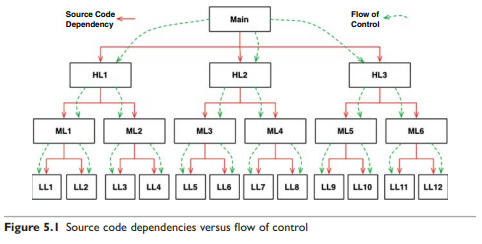 Source Code
Dependency
Main
Flow of
Control
HL1 HL2 HL3
ML1 ML2 ML3 ML4 ML5 ML6
LL1 LL2 LL3 LL4 LL5 LL6 LL7 LL8 LL9 LL10 LL11 LL12
Figure 5.1 Source code dependencies versus flow of control